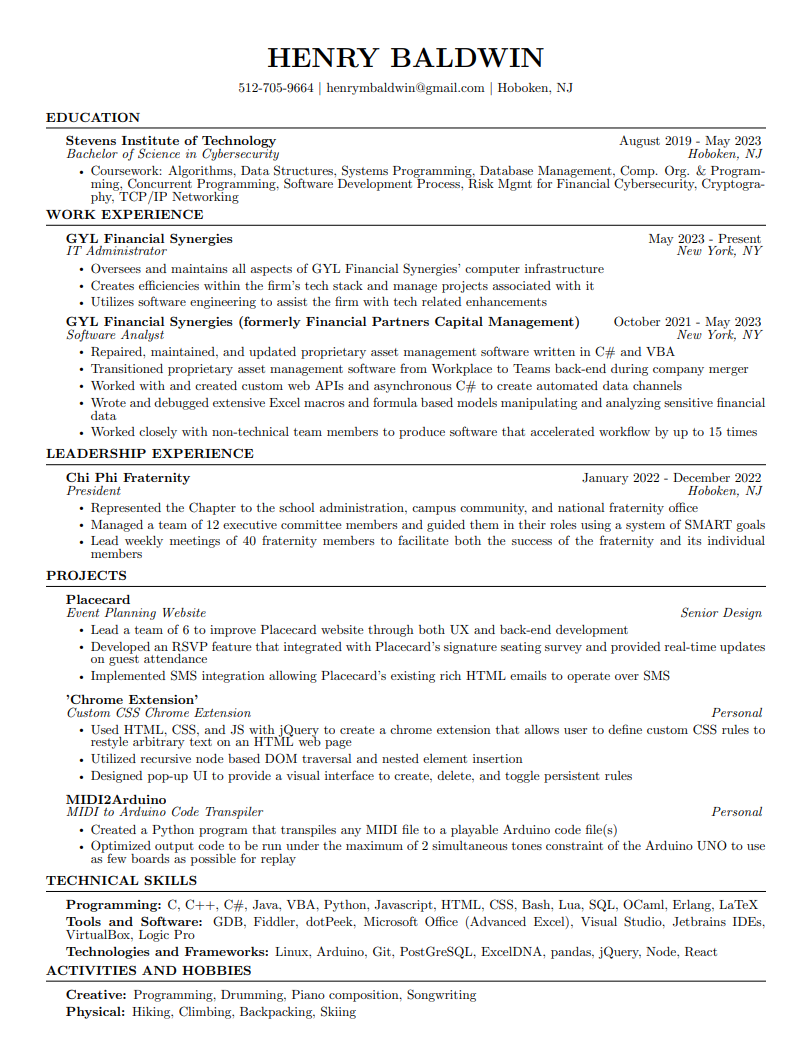 HENRY BALDWIN
512-705-9664 | henrymbaldwin@gmail.com | Hoboken, NJ
EDUCATION
Stevens Institute of Technology August 2019 - May 2023
Bachelor of Science in Cybersecurity Hoboken, NJ
• Coursework: Algorithms, Data Structures, Systems Programming, Database Management, Comp. Org. & Program-
ming, Concurrent Programming, Software Development Process, Risk Mgmt for Financial Cybersecurity, Cryptogra-
phy, TCP/IP Networking
WORK EXPERIENCE
GYL Financial Synergies May 2023 - Present
IT Administrator New York, NY
• Oversees and maintains all aspects of GYL Financial Synergies' computer infrastructure
• Creates efficiencies within the firm's tech stack and manage projects associated with it
• Utilizes software engineering to assist the firm with tech related enhancements
GYL Financial Synergies (formerly Financial Partners Capital Management) October 2021 - May 2023
Software Analyst New York, NY
• Repaired, maintained, and updated proprietary asset management software written in C# and VBA
• Transitioned proprietary asset management software from Workplace to Teams back-end during company merger
• Worked with and created custom web APIs and asynchronous C# to create automated data channels
• Wrote and debugged extensive Excel macros and formula based models manipulating and analyzing sensitive financial
data
• Worked closely with non-technical team members to produce software that accelerated workflow by up to 15 times
LEADERSHIP EXPERIENCE
Chi Phi Fraternity January 2022 - December 2022
President Hoboken, NJ
• Represented the Chapter to the school administration, campus community, and national fraternity office
• Managed a team of 12 executive committee members and guided them in their roles using a system of SMART goals
• Lead weekly meetings of 40 fraternity members to facilitate both the success of the fraternity and its individual
members
PROJECTS
Placecard
Event Planning Website Senior Design
• Lead a team of 6 to improve Placecard website through both UX and back-end development
• Developed an RSVP feature that integrated with Placecard's signature seating survey and provided real-time updates
on guest attendance
• Implemented SMS integration allowing Placecard's existing rich HTML emails to operate over SMS
'Chrome Extension'
Custom CSS Chrome Extension Personal
• Used HTML, CSS, and JS with jQuery to create a chrome extension that allows user to define custom CSS rules to
restyle arbitrary text on an HTML web page
• Utilized recursive node based DOM traversal and nested element insertion
• Designed pop-up UI to provide a visual interface to create, delete, and toggle persistent rules
MIDI2Arduino
MIDI to Arduino Code Transpiler Personal
• Created a Python program that transpiles any MIDI file to a playable Arduino code file(s)
• Optimized output code to be run under the maximum of 2 simultaneous tones constraint of the Arduino UNO to use
as few boards as possible for replay
TECHNICAL SKILLS
Programming: C, C++, C#, Java, VBA, Python, Javascript, HTML, CSS, Bash, Lua, SQL, OCaml, Erlang, LaTeX
Tools and Software: GDB, Fiddler, dotPeek, Microsoft Office (Advanced Excel), Visual Studio, Jetbrains IDEs,
VirtualBox, Logic Pro
Technologies and Frameworks: Linux, Arduino, Git, PostGreSQL, ExcelDNA, pandas, jQuery, Node, React
ACTIVITIES AND HOBBIES
Creative: Programming, Drumming, Piano composition, Songwriting
Physical: Hiking, Climbing, Backpacking, Skiing